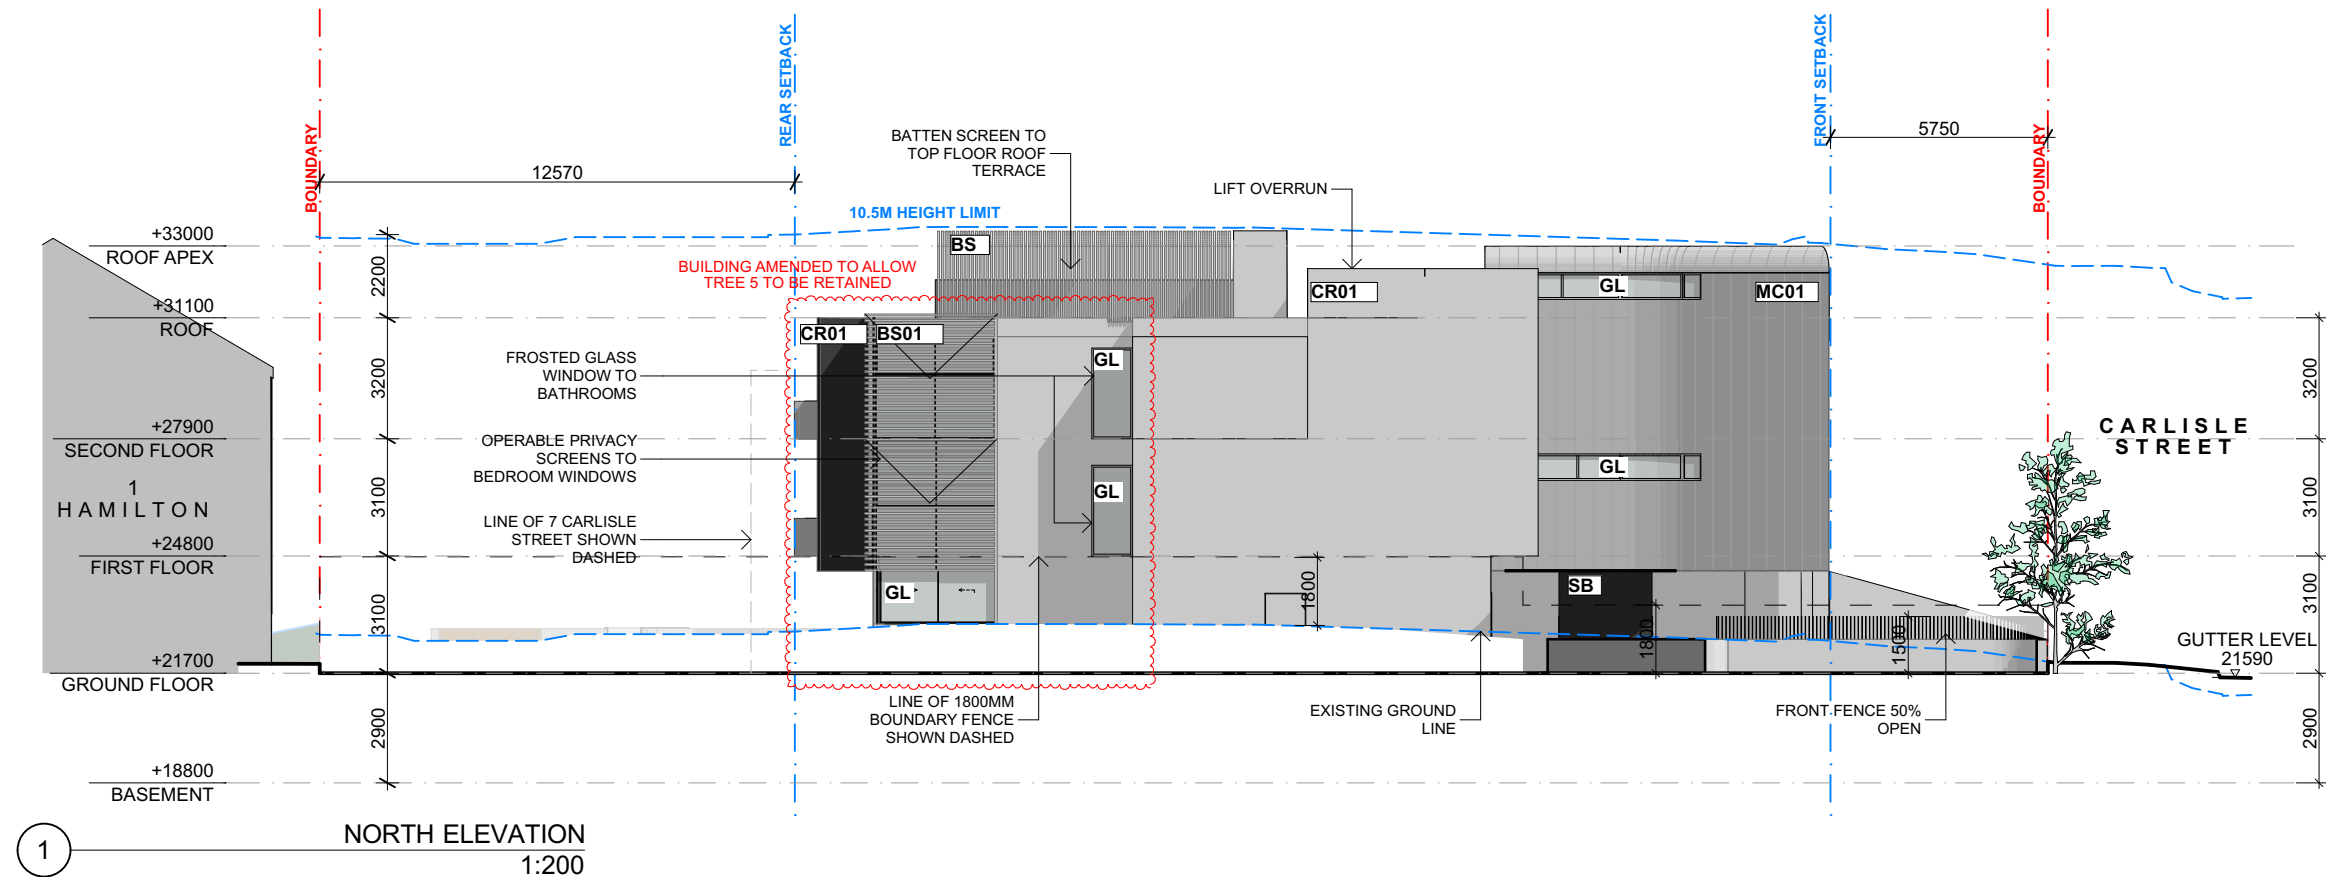 BOUNDARY
REAR SETBACK
FRONT SETBACK
BOUNDARY
12570
5750
BATTEN SCREEN TO
TOP FLOOR ROOF
TERRACE
LIFT OVERRUN
10.5M HEIGHT LIMIT
BUILDING AMENDED TO ALLOW
TREE 5 TO BE RETAINED
+33000
ROOF APEX
+31100
ROOF
+27900
SECOND FLOOR
1
HAMILTON
+24800
FIRST FLOOR
+21700
GROUND FLOOR
+18800
BASEMENT
2200
3200
3100
3100
2900
FROSTED GLASS
WINDOW TO
BATHROOMS
OPERABLE PRIVACY
SCREENS TO
BEDROOM WINDOWS
LINE OF 7 CARLISLE
STREET SHOWN
DASHED
BS
CR01
BS01
GL
GL
GL
CR01
GL
MC01
GL
SB
1800
1800
1500
LINE OF 1800MM
BOUNDARY FENCE
SHOWN DASHED
EXISTING GROUND
LINE
FRONT FENCE 50%
OPEN
CARLISLE
STREET
GUTTER LEVEL
21590
3200
3100
3100
2900
1
NORTH ELEVATION
1:200